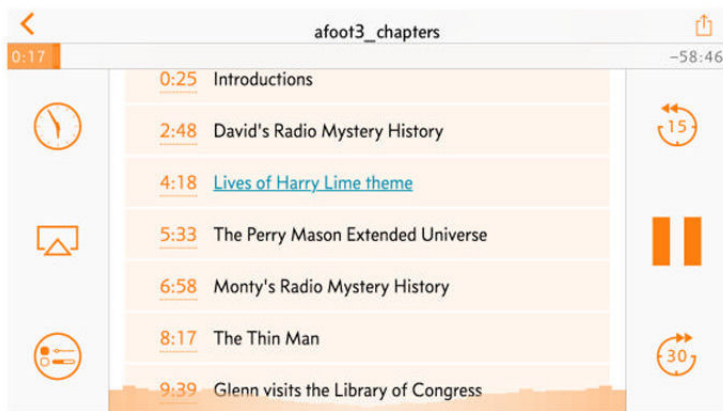 afoot3_chapters
0:17 −58:46
0:25 Introductions
2:48 David's Radio Mystery History
15
4:18 Lives of Harry Lime theme
5:33 The Perry Mason Extended Universe
6:58 Monty's Radio Mystery History
8:17 The Thin Man
30
9:39 Glenn visits the Library of Congress